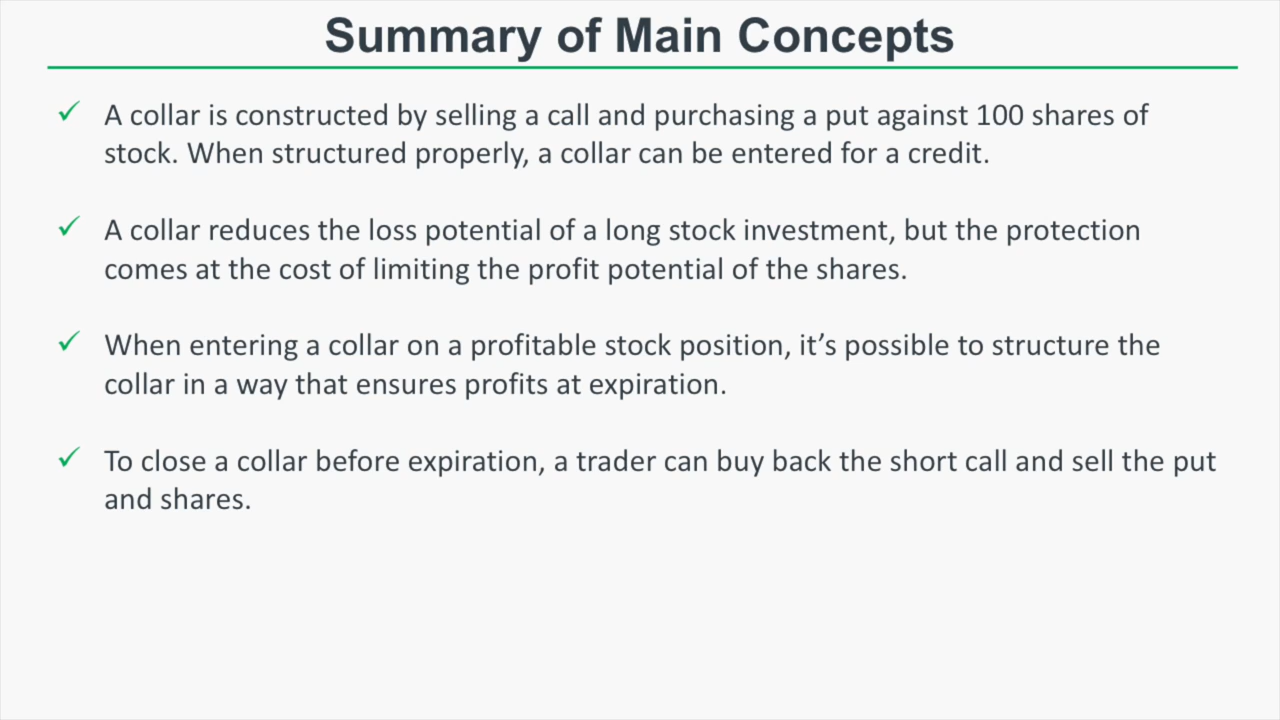 Summary of Main Concepts
✓ A collar is constructed by selling a call and purchasing a put against 100 shares of
stock. When structured properly, a collar can be entered for a credit.
✓ A collar reduces the loss potential of a long stock investment, but the protection
comes at the cost of limiting the profit potential of the shares.
✓ When entering a collar on a profitable stock position, it’s possible to structure the
collar in a way that ensures profits at expiration.
✓ To close a collar before expiration, a trader can buy back the short call and sell the put
and shares.